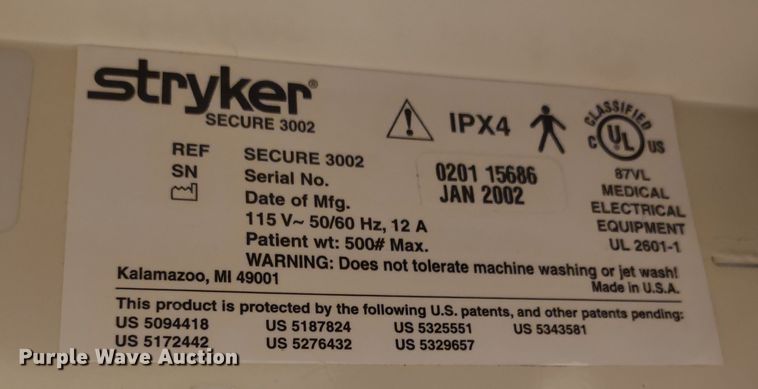 stryker®
SECURE 3002
IPX4
CLASSIFIED
C UL US
REF SECURE 3002
SN Serial No. 0201 15686
Date of Mfg. JAN 2002
115 V~ 50/60 Hz, 12 A
Patient wt: 500# Max.
87VL
MEDICAL
ELECTRICAL
EQUIPMENT
UL 2601-1
WARNING: Does not tolerate machine washing or jet wash!
Kalamazoo, MI 49001
Made in U.S.A.
This product is protected by the following U.S. patents, and other patents pending:
US 5094418 US 5187824 US 5325551 US 5343581
US 5172442 US 5276432 US 5329657
Purple Wave Auction